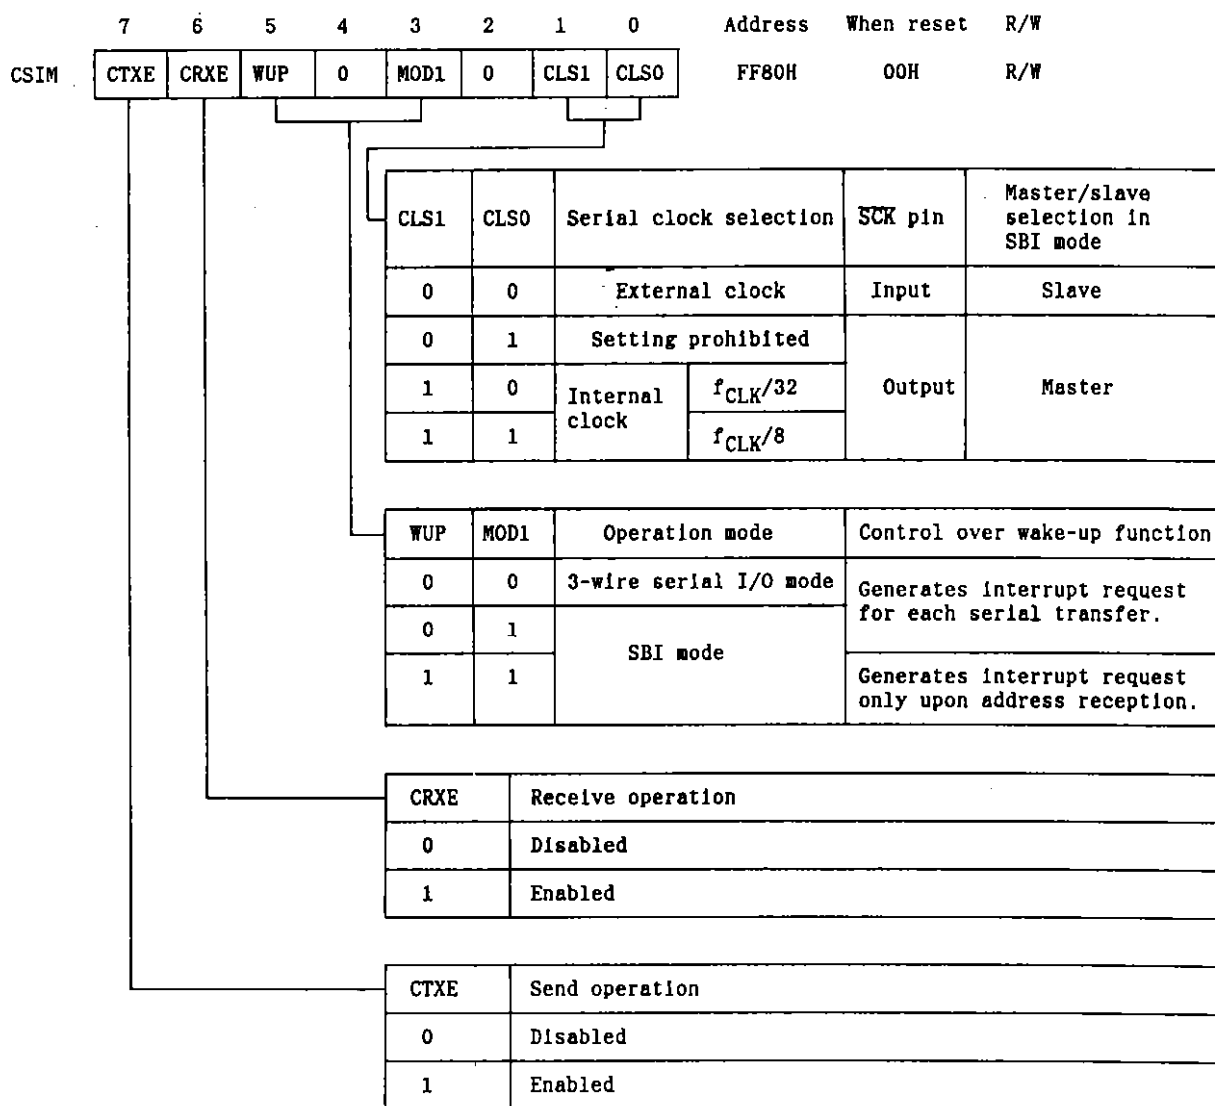 7 6 5 4 3 2 1 0 Address When reset R/W
CSIM CTXE CRXE WUP 0 MOD1 0 CLS1 CLS0 FF80H 00H R/W
CLS1 CLS0 Serial clock selection SCK pin Master/slave selection in SBI mode
0 0 External clock Input Slave
0 1 Setting prohibited
1 0 Internal clock fCLK/32 Output Master
1 1 fCLK/8
WUP MOD1 Operation mode Control over wake-up function
0 0 3-wire serial I/O mode Generates interrupt request for each serial transfer.
0 1 SBI mode
1 1 Generates interrupt request only upon address reception.
CRXE Receive operation
0 Disabled
1 Enabled
CTXE Send operation
0 Disabled
1 Enabled